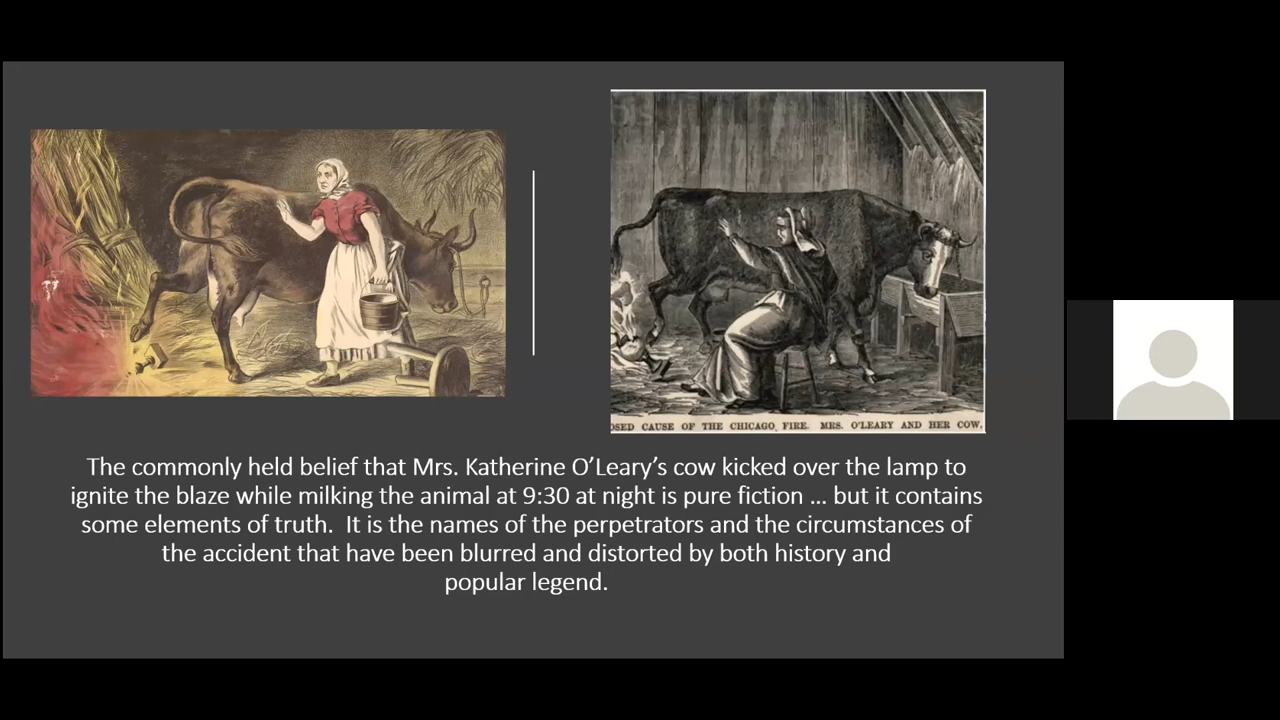 OSED CAUSE OF THE CHICAGO FIRE. MRS. O'LEARY AND HER COW.
The commonly held belief that Mrs. Katherine O’Leary’s cow kicked over the lamp to
ignite the blaze while milking the animal at 9:30 at night is pure fiction … but it contains
some elements of truth.  It is the names of the perpetrators and the circumstances of
the accident that have been blurred and distorted by both history and
popular legend.